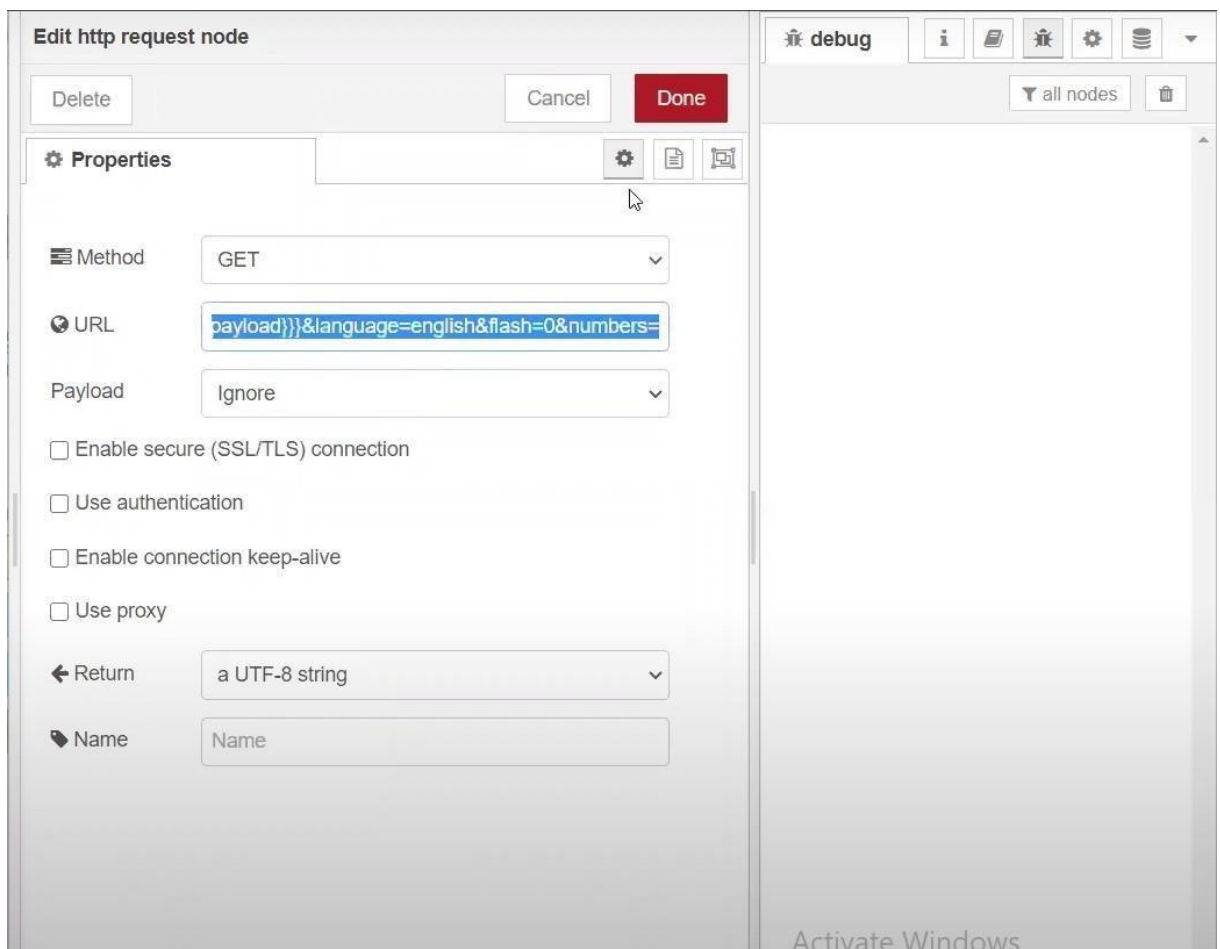 Edit http request node
debug
i
Delete
Cancel
Done
all nodes
Properties
Method
GET
URL
payload}}}&language=english&flash=0&numbers=
Payload
Ignore
Enable secure (SSL/TLS) connection
Use authentication
Enable connection keep-alive
Use proxy
Return
a UTF-8 string
Name
Name
Activate Windows